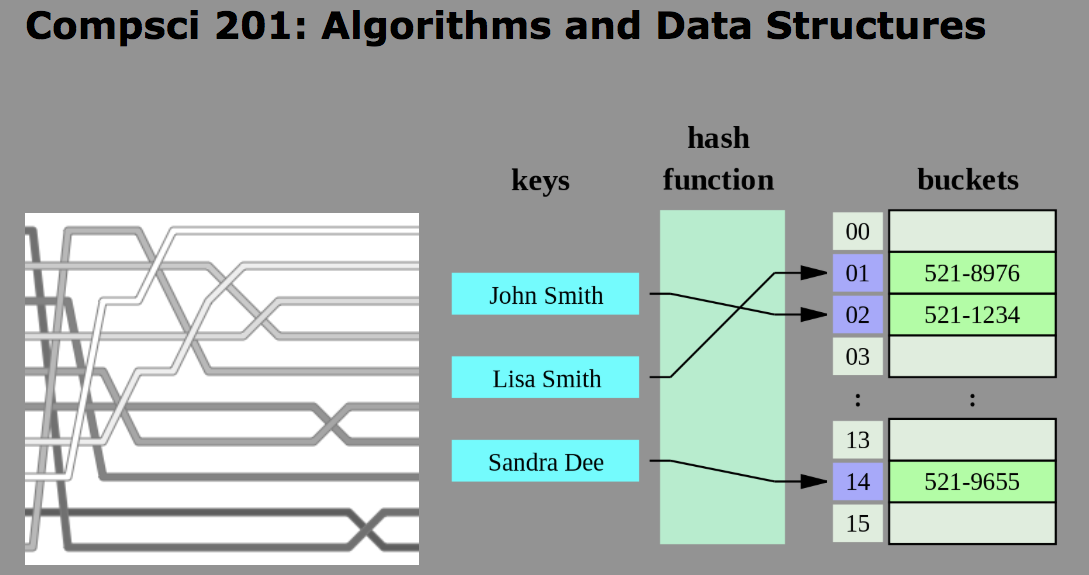 Compsci 201: Algorithms and Data Structures
keys
hash
function
buckets
John Smith
Lisa Smith
Sandra Dee
00
01 521-8976
02 521-1234
03
: :
13
14 521-9655
15